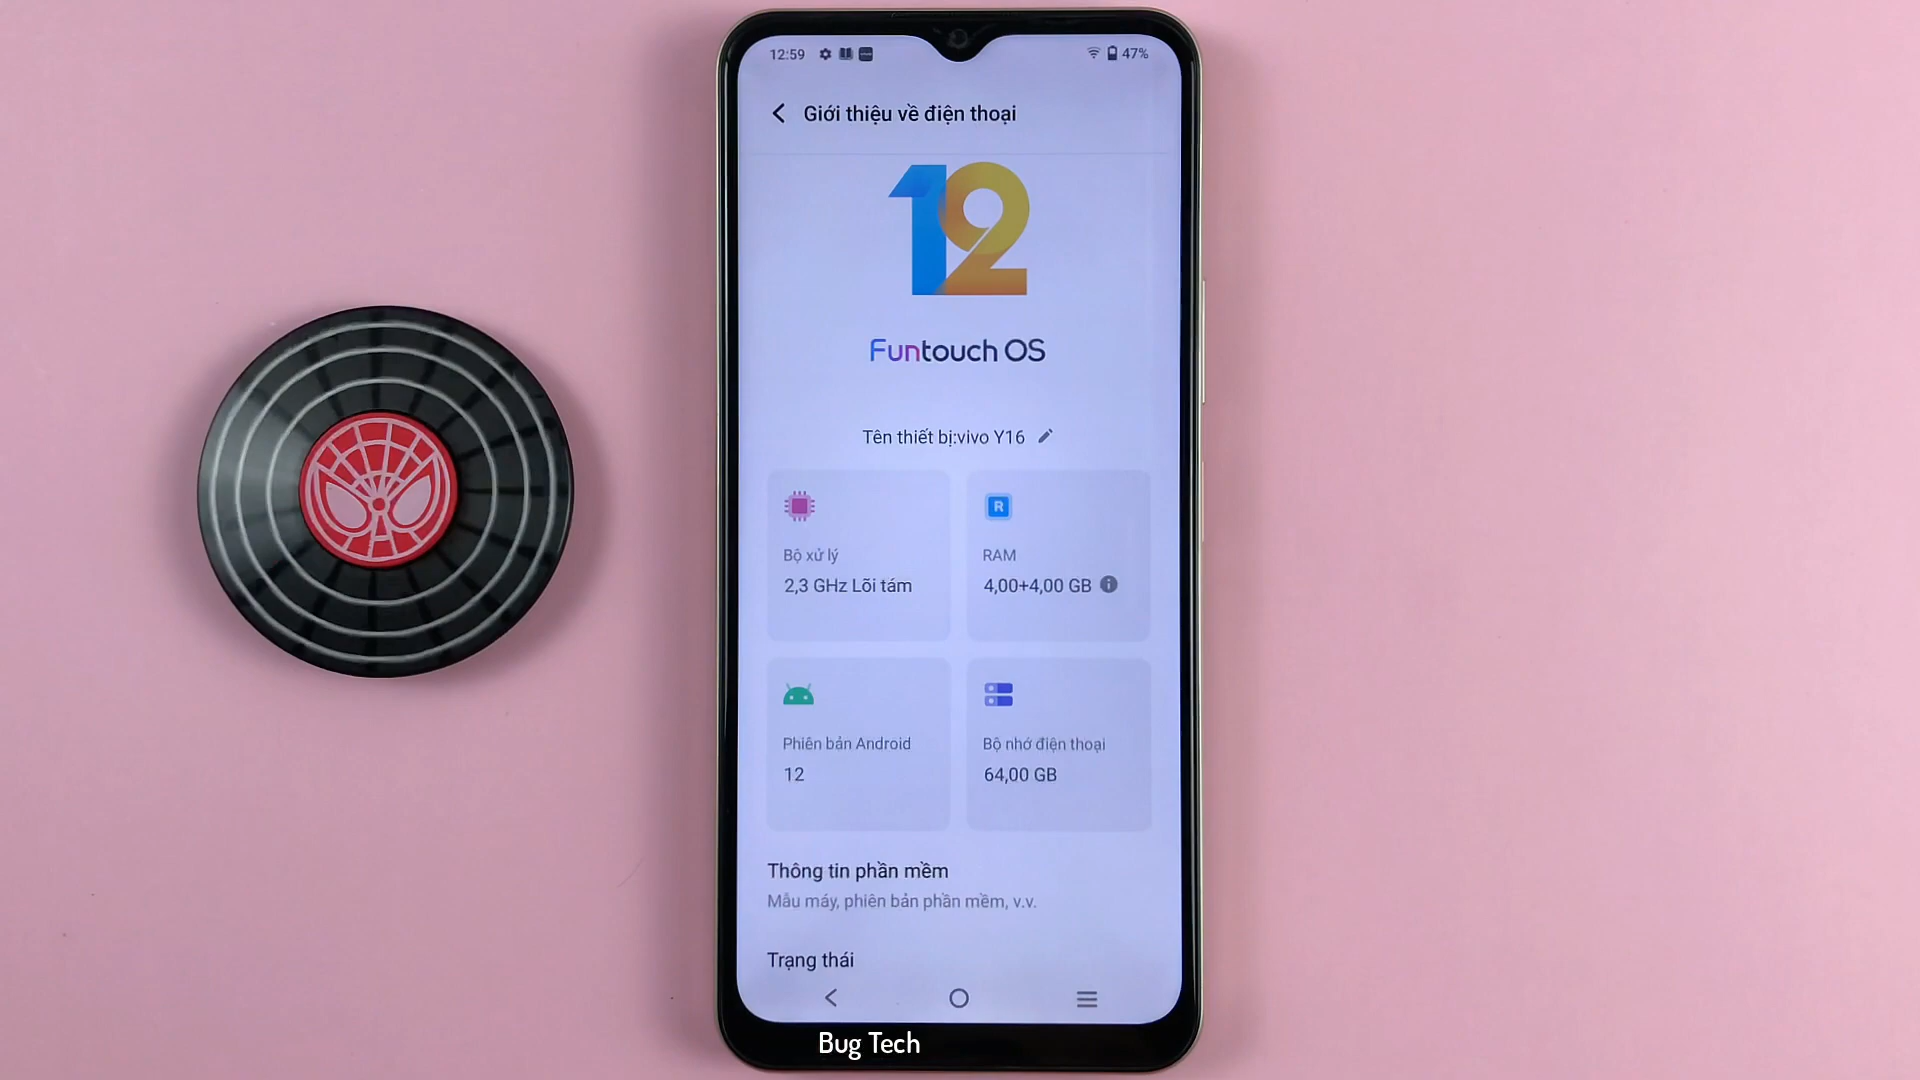 12:59
47%
Giới thiệu về điện thoại
12
Funtouch OS
Tên thiết bị:vivo Y16
Bộ xử lý
2,3 GHz Lõi tám
R
RAM
4,00+4,00 GB
Phiên bản Android
12
Bộ nhớ điện thoại
64,00 GB
Thông tin phần mềm
Mẫu máy, phiên bản phần mềm, v.v.
Trạng thái
Bug Tech